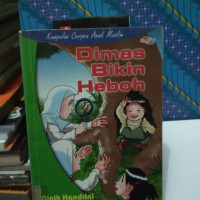 Kumpulan Cerpen Anak Muslim
Dimas
Bikin
Heboh